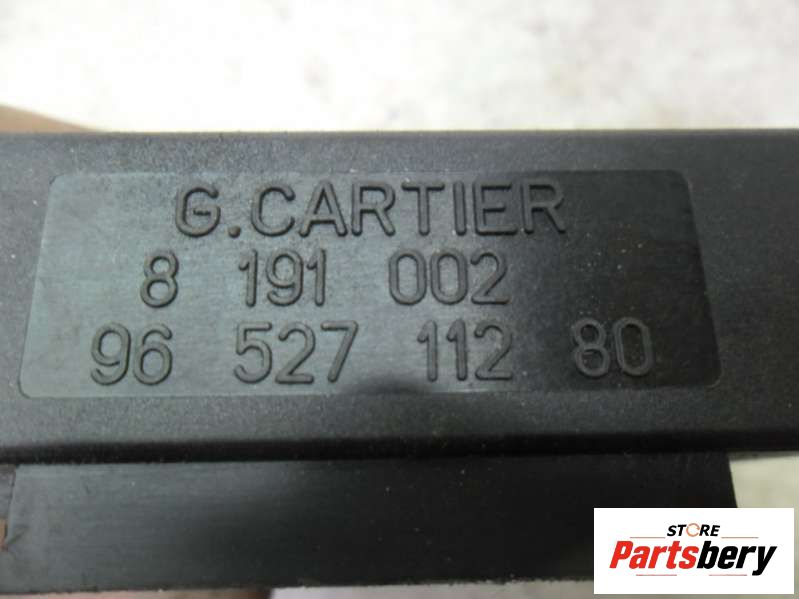 G.CARTIER
8 191 002
96 527 112 80
STORE
Partsbery